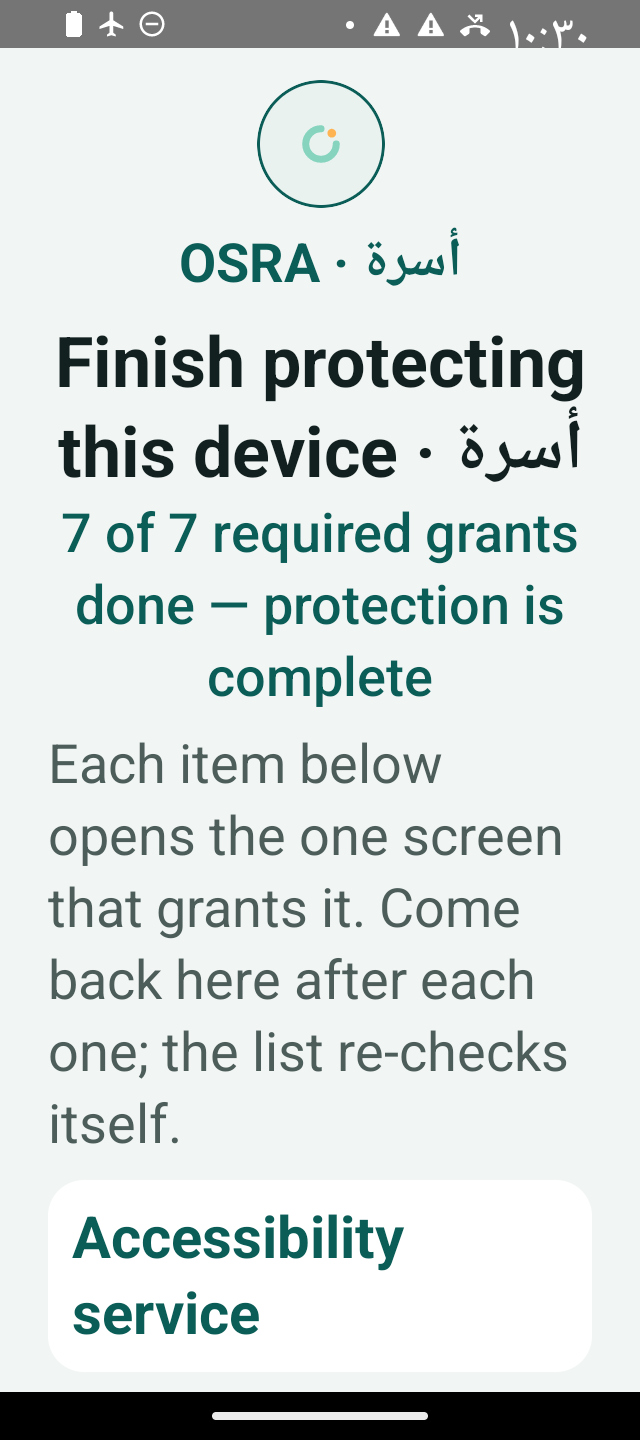 ١٠:٣٠
OSRA · أسرة
Finish protecting
this device · أسرة
7 of 7 required grants
done — protection is
complete
Each item below
opens the one screen
that grants it. Come
back here after each
one; the list re-checks
itself.
Accessibility
service